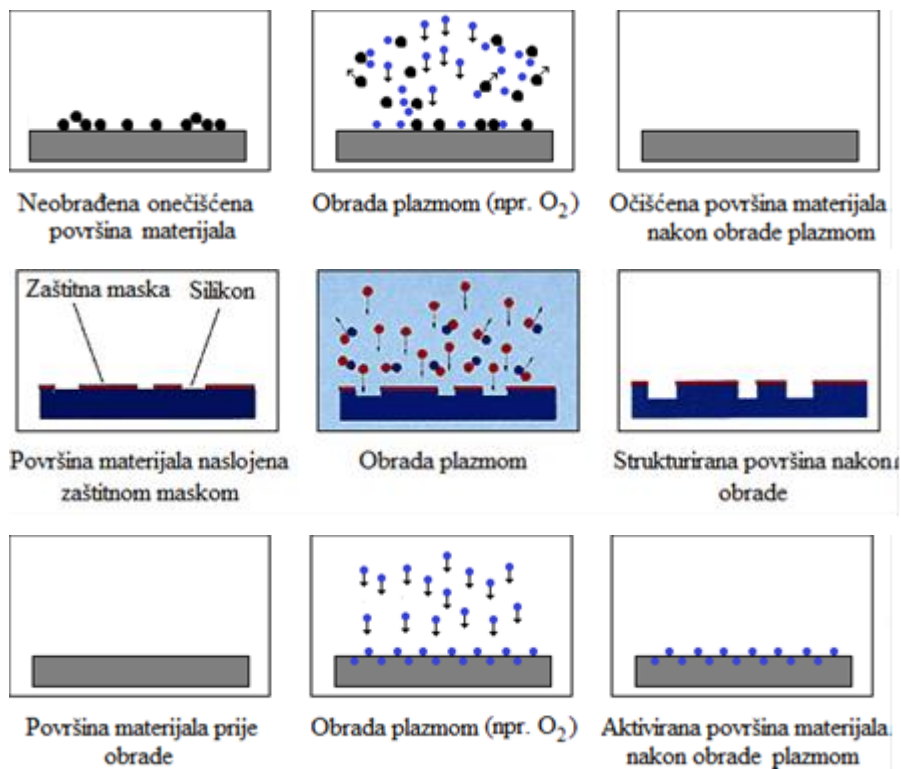 Neobrađena onečišćena
površina materijala
Obrada plazmom (npr. O₂)
Očišćena površina materijala
nakon obrade plazmom
Zaštitna maska
Silikon
Površina materijala naslojena
zaštitnom maskom
Obrada plazmom
Strukturirana površina nakon
obrade
Površina materijala prije
obrade
Obrada plazmom (npr. O₂)
Aktivirana površina materijala
nakon obrade plazmom